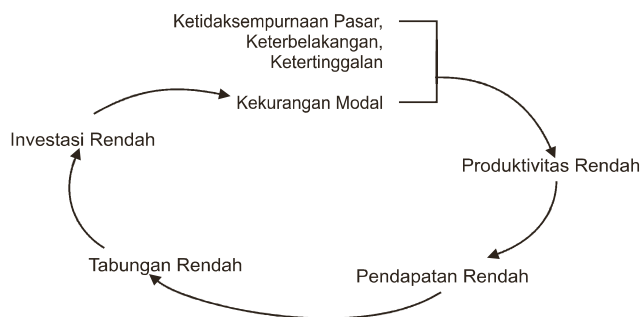 Ketidaksempurnaan Pasar,
Keterbelakangan,
Ketertinggalan
Kekurangan Modal
Investasi Rendah
Produktivitas Rendah
Tabungan Rendah
Pendapatan Rendah